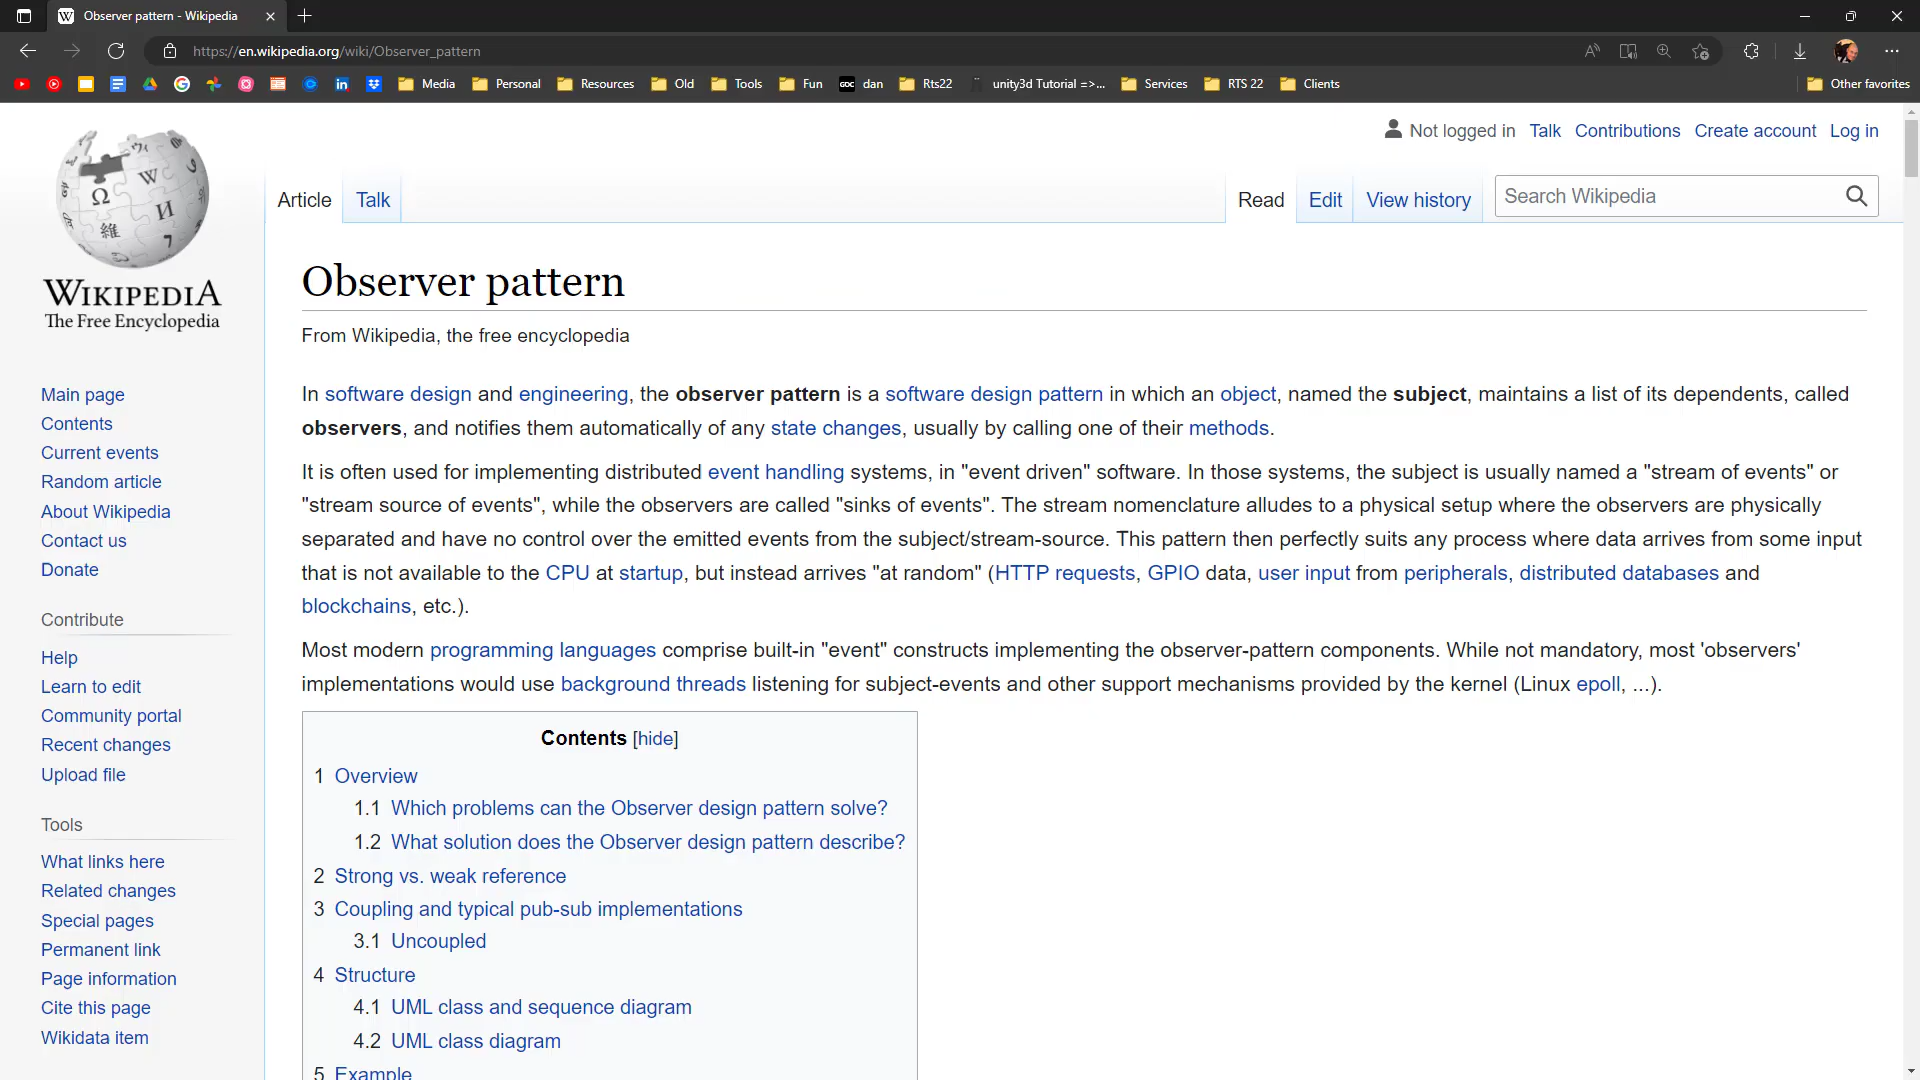 Observer pattern - Wikipedia
https://en.wikipedia.org/wiki/Observer_pattern
Media
Personal
Resources
Old
Tools
Fun
GDC dan
Rts22
unity3d Tutorial =>...
Services
RTS 22
Clients
Other favorites
Not logged in
Talk
Contributions
Create account
Log in
WIKIPEDIA
The Free Encyclopedia
Article
Talk
Read
Edit
View history
Search Wikipedia
Observer pattern
From Wikipedia, the free encyclopedia
In software design and engineering, the observer pattern is a software design pattern in which an object, named the subject, maintains a list of its dependents, called
observers, and notifies them automatically of any state changes, usually by calling one of their methods.
It is often used for implementing distributed event handling systems, in "event driven" software. In those systems, the subject is usually named a "stream of events" or
"stream source of events", while the observers are called "sinks of events". The stream nomenclature alludes to a physical setup where the observers are physically
separated and have no control over the emitted events from the subject/stream-source. This pattern then perfectly suits any process where data arrives from some input
that is not available to the CPU at startup, but instead arrives "at random" (HTTP requests, GPIO data, user input from peripherals, distributed databases and
blockchains, etc.).
Most modern programming languages comprise built-in "event" constructs implementing the observer-pattern components. While not mandatory, most 'observers'
implementations would use background threads listening for subject-events and other support mechanisms provided by the kernel (Linux epoll, ...).
Contents [hide]
1 Overview
1.1 Which problems can the Observer design pattern solve?
1.2 What solution does the Observer design pattern describe?
2 Strong vs. weak reference
3 Coupling and typical pub-sub implementations
3.1 Uncoupled
4 Structure
4.1 UML class and sequence diagram
4.2 UML class diagram
5 Example
Main page
Contents
Current events
Random article
About Wikipedia
Contact us
Donate
Contribute
Help
Learn to edit
Community portal
Recent changes
Upload file
Tools
What links here
Related changes
Special pages
Permanent link
Page information
Cite this page
Wikidata item